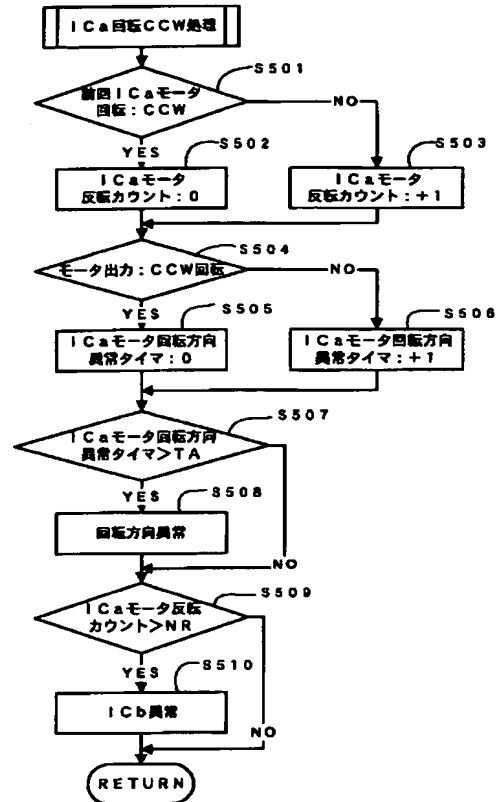 ICa回転CCW処理
S501
前回ICaモータ
回転:CCW
NO
YES
S502
S503
ICaモータ
反転カウント:0
ICaモータ
反転カウント:+1
S504
モータ出力:CCW回転
NO
YES
S505
S506
ICaモータ回転方向
異常タイマ:0
ICaモータ回転方向
異常タイマ:+1
S507
ICaモータ回転方向
異常タイマ>TA
YES
S508
回転方向異常
NO
S509
ICaモータ反転
カウント>NR
YES
S510
ICb異常
NO
RETURN